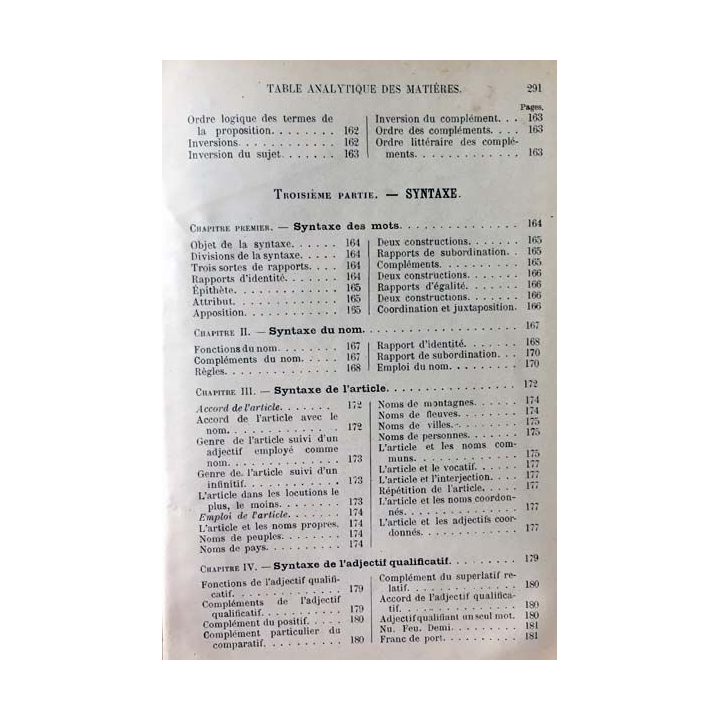 TABLE ANALYTIQUE DES MATIÈRES. 291
Pages.
Ordre logique des termes de
la proposition. . . . . . . . 162
Inversions. . . . . . . . . . . . 162
Inversion du sujet. . . . . . . 163
Inversion du complément. . . 163
Ordre des compléments. . . . 163
Ordre littéraire des complé-
ments. . . . . . . . . . . . . 163
TROISIÈME PARTIE. — SYNTAXE.
CHAPITRE PREMIER. — Syntaxe des mots. . . . . . . . . . . . . . 164
Objet de la syntaxe. . . . . . 164
Divisions de la syntaxe. . . . 164
Trois sortes de rapports. . . . 164
Rapports d'identité. . . . . . 164
Épithète. . . . . . . . . . . . . 165
Attribut. . . . . . . . . . . . . 165
Apposition. . . . . . . . . . . 165
Deux constructions. . . . . . . 165
Rapports de subordination. . 165
Compléments. . . . . . . . . . 165
Deux constructions. . . . . . . 166
Rapports d'égalité. . . . . . . 166
Deux constructions. . . . . . . 166
Coordination et juxtaposition. 166
CHAPITRE II. — Syntaxe du nom. . . . . . . . . . . . . . . . . . 167
Fonctions du nom. . . . . . . . 167
Compléments du nom. . . . . 167
Règles. . . . . . . . . . . . . . 168
Rapport d'identité. . . . . . . 168
Rapport de subordination. . . 170
Emploi du nom. . . . . . . . . 170
CHAPITRE III. — Syntaxe de l'article. . . . . . . . . . . . . . . . 172
Accord de l'article. . . . . . . 172
Accord de l'article avec le
nom. . . . . . . . . . . . . . 172
Genre de l'article suivi d'un
adjectif employé comme
nom. . . . . . . . . . . . . . 173
Genre de l'article suivi d'un
infinitif. . . . . . . . . . . . 173
L'article dans les locutions le
plus, le moins. . . . . . . . 173
Emploi de l'article. . . . . . . 174
L'article et les noms propres. 174
Noms de peuples. . . . . . . . 174
Noms de pays. . . . . . . . . . 174
Noms de montagnes. . . . . . 174
Noms de fleuves. . . . . . . . 174
Noms de villes. . . . . . . . . 175
Noms de personnes. . . . . . . 175
L'article et les noms com-
muns. . . . . . . . . . . . . 175
L'article et le vocatif. . . . . 177
L'article et l'interjection. . . . 177
Répétition de l'article. . . . . 177
L'article et les noms coordon-
nés. . . . . . . . . . . . . . 177
L'article et les adjectifs coor-
donnés. . . . . . . . . . . . 177
CHAPITRE IV. — Syntaxe de l'adjectif qualificatif. . . . . . . . . 179
Fonctions de l'adjectif qualifi-
catif. . . . . . . . . . . . . . 179
Compléments de l'adjectif
qualificatif. . . . . . . . . . 179
Complément du positif. . . . . 180
Complément particulier du
comparatif. . . . . . . . . . 180
Complément du superlatif re-
latif. . . . . . . . . . . . . . 180
Accord de l'adjectif qualifica-
tif. . . . . . . . . . . . . . . 180
Adjectif qualifiant un seul mot. 180
Nu. Feu. Demi. . . . . . . . . . 181
Franc de port. . . . . . . . . . 181